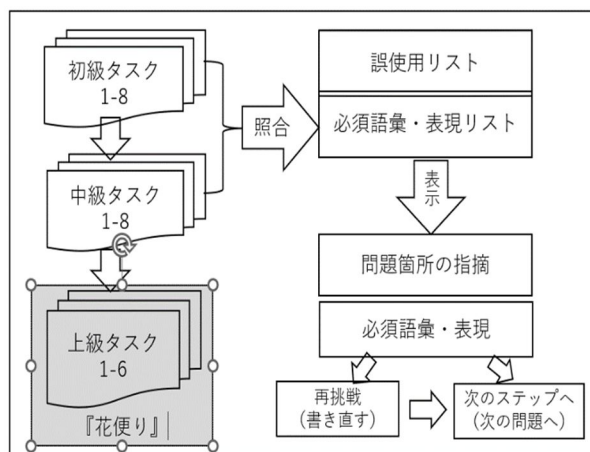 初級タスク
1-8
中級タスク
1-8
上級タスク
1-6
『花便り』
照合
誤使用リスト
必須語彙・表現リスト
表示
問題箇所の指摘
必須語彙・表現
再挑戦
(書き直す)
次のステップへ
(次の問題へ)